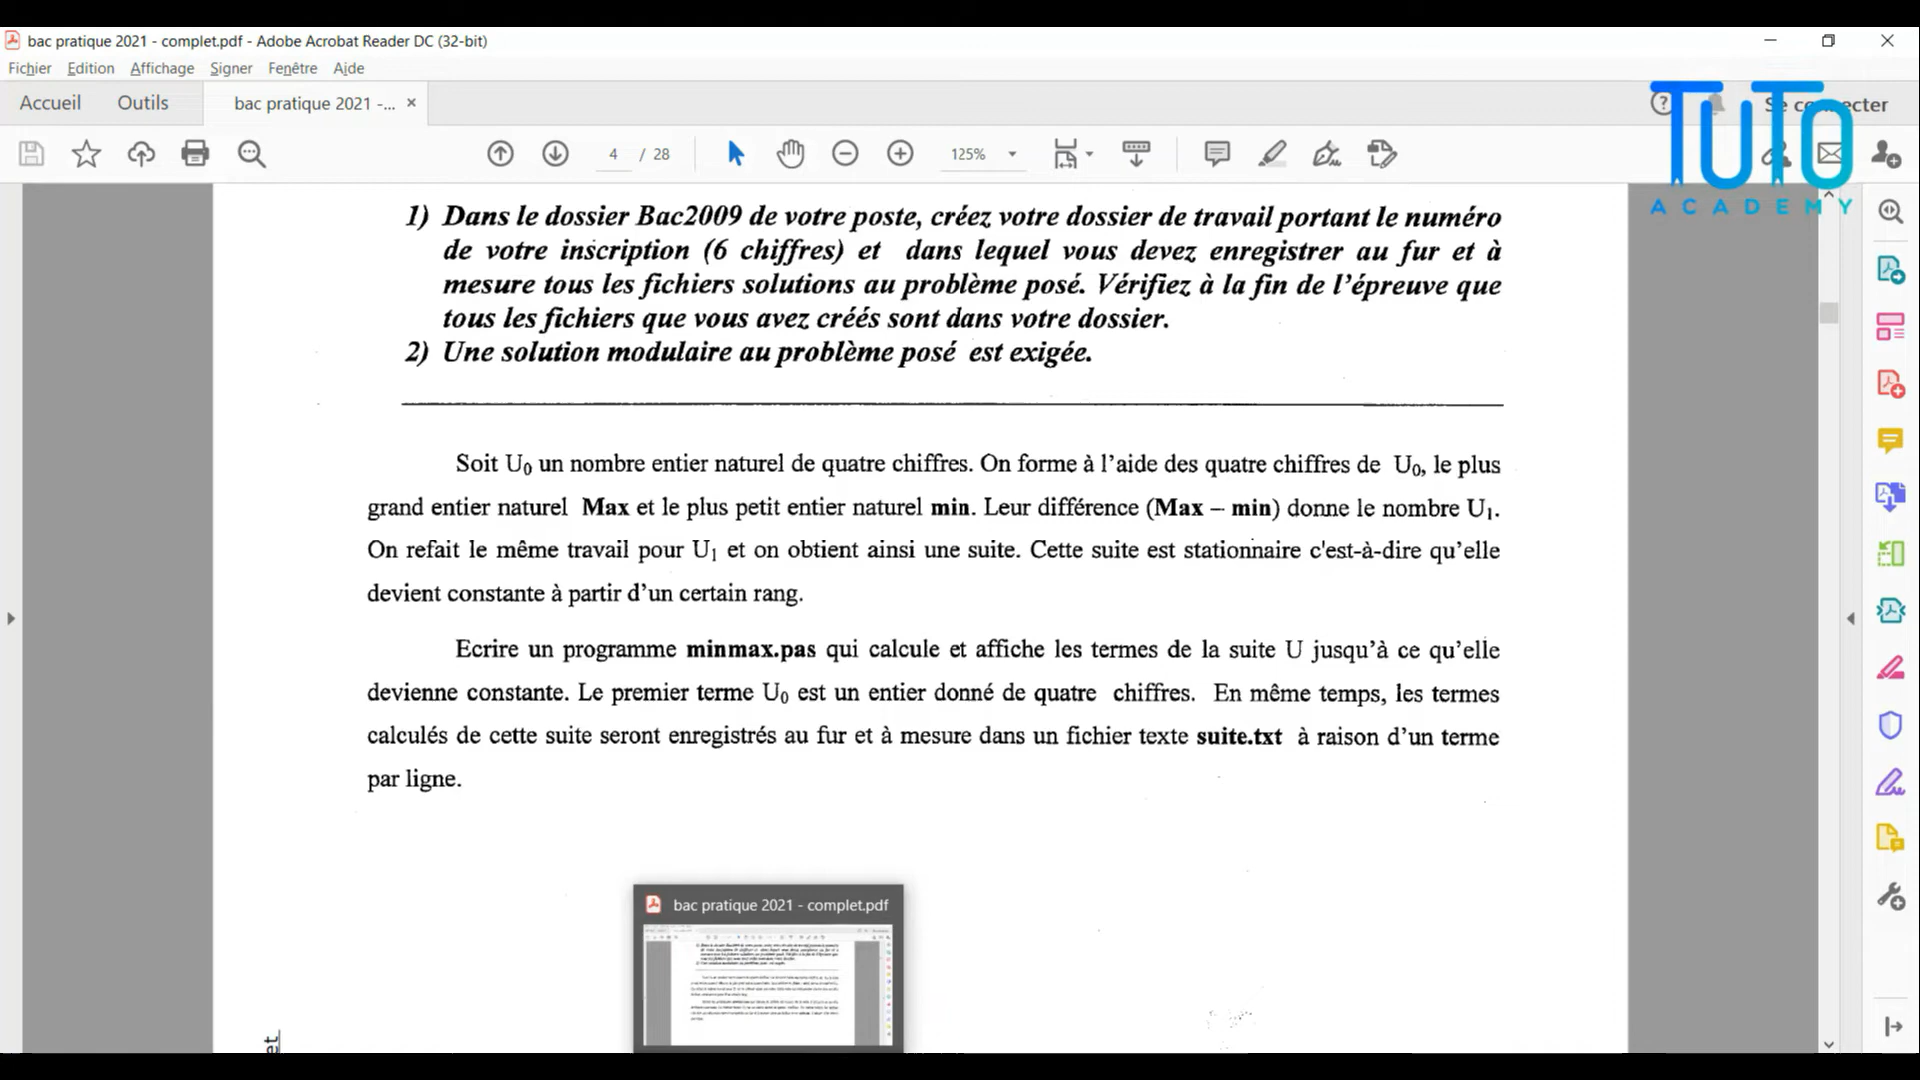 bac pratique 2021 - complet.pdf - Adobe Acrobat Reader DC (32-bit)
Fichier Edition Affichage Signer Fenêtre Aide
Accueil Outils bac pratique 2021 -... ×
TUTO
ACADEMY
4 / 28 125%
1) Dans le dossier Bac2009 de votre poste, créez votre dossier de travail portant le numéro
de votre inscription (6 chiffres) et dans lequel vous devez enregistrer au fur et à
mesure tous les fichiers solutions au problème posé. Vérifiez à la fin de l'épreuve que
tous les fichiers que vous avez créés sont dans votre dossier.
2) Une solution modulaire au problème posé est exigée.
Soit U0 un nombre entier naturel de quatre chiffres. On forme à l'aide des quatre chiffres de U0, le plus
grand entier naturel Max et le plus petit entier naturel min. Leur différence (Max – min) donne le nombre U1.
On refait le même travail pour U1 et on obtient ainsi une suite. Cette suite est stationnaire c'est-à-dire qu'elle
devient constante à partir d'un certain rang.
Ecrire un programme minmax.pas qui calcule et affiche les termes de la suite U jusqu'à ce qu'elle
devienne constante. Le premier terme U0 est un entier donné de quatre chiffres. En même temps, les termes
calculés de cette suite seront enregistrés au fur et à mesure dans un fichier texte suite.txt à raison d'un terme
par ligne.
bac pratique 2021 - complet.pdf
et